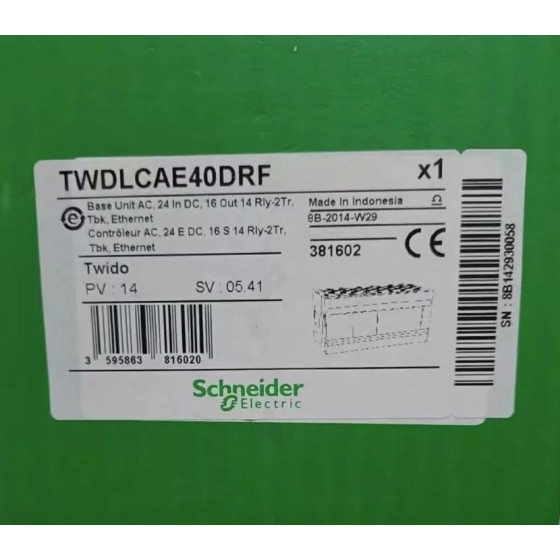 TWDLCAE40DRF x1
Base Unit AC, 24 In DC, 16 Out 14 Rly-2Tr,
Tbk, Ethernet
Contrôleur AC, 24 E DC, 16 S 14 Rly-2Tr,
Tbk, Ethernet
Made In Indonesia
8B-2014-W29
381602 CE
Twido
PV : 14 SV : 05.41
3 595863 816020
Schneider
Electric
SN : 8B142930058